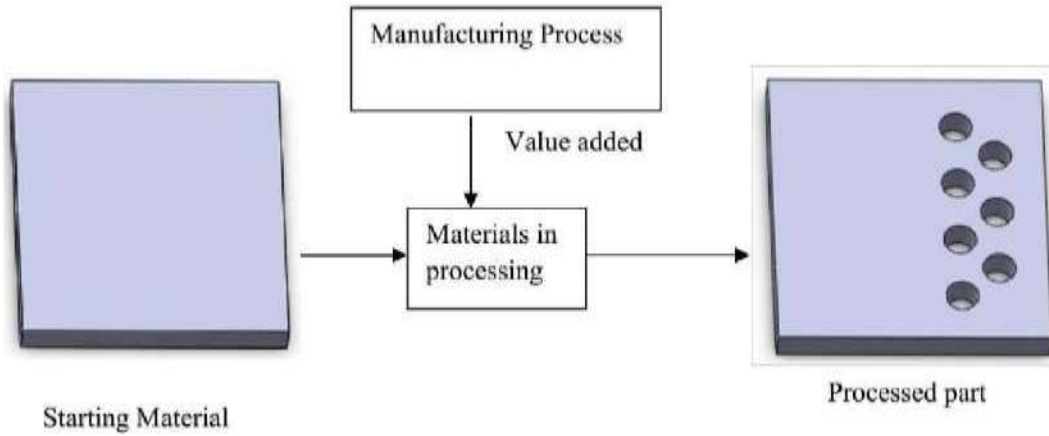 Manufacturing Process
Value added
Materials in
processing
Processed part
Starting Material